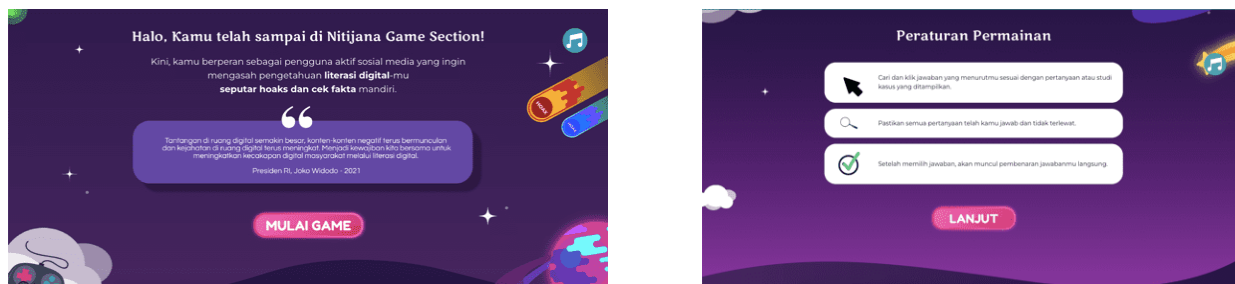 Halo, Kamu telah sampai di Nitijana Game Section!
Kini, kamu berperan sebagai pengguna aktif sosial media yang ingin
mengasah pengetahuan literasi digital-mu
seputar hoaks dan cek fakta mandiri.
Tantangan di ruang digital semakin besar, konten-konten negatif terus bermunculan
dan kejahatan di ruang digital terus meningkat. Menjadi kewajiban kita bersama untuk
meningkatkan kecakapan digital masyarakat melalui literasi digital.
Presiden RI, Joko Widodo - 2021
MULAI GAME
HOAX
Peraturan Permainan
Cari dan klik jawaban yang menurutmu sesuai dengan pertanyaan atau studi
kasus yang ditampilkan.
Pastikan semua pertanyaan telah kamu jawab dan tidak terlewat.
Setelah memilih jawaban, akan muncul pembenaran jawabanmu langsung.
LANJUT